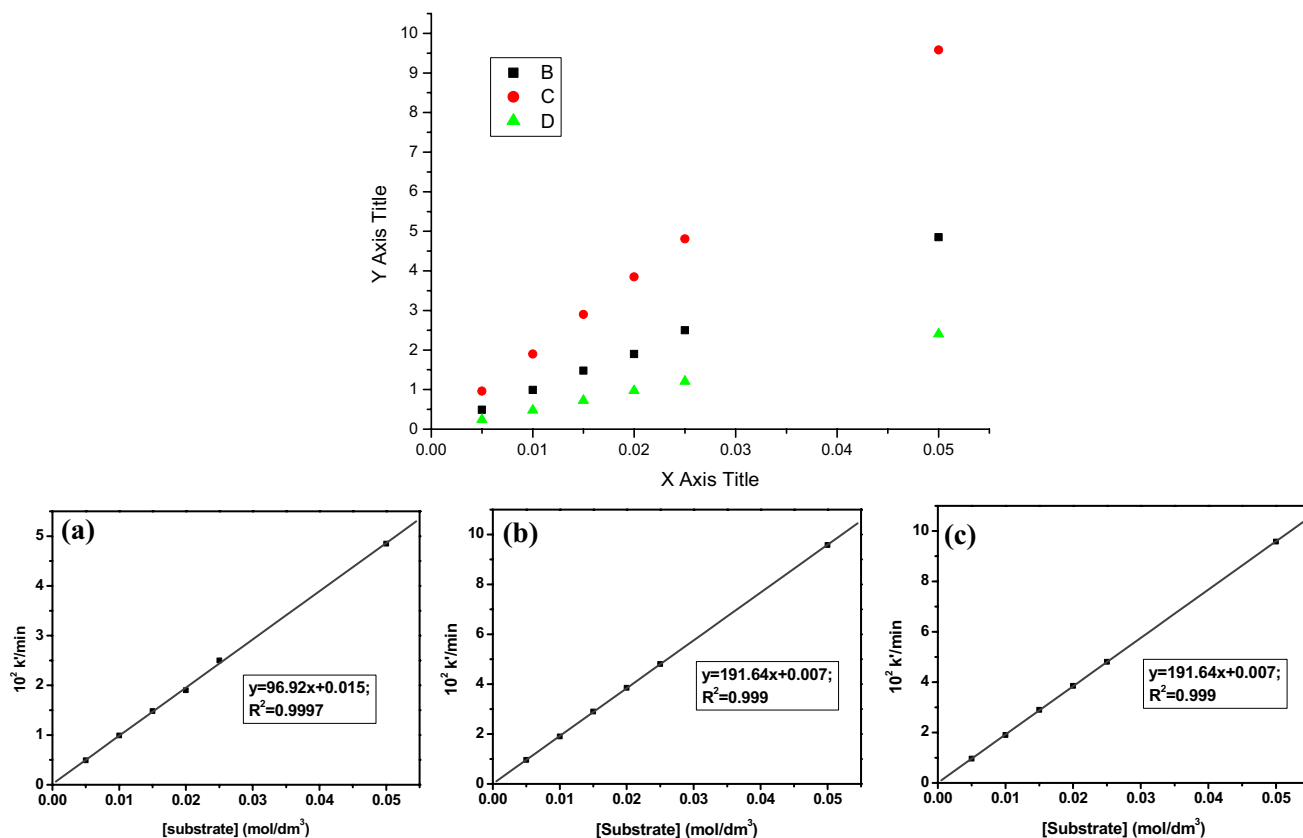 10
9
8
7
6
5
4
3
2
1
0
Y Axis Title
B
C
D
0.00
0.01
0.02
0.03
0.04
0.05
X Axis Title
(a)
5
4
3
2
1
0
10² k'/min
y=96.92x+0.015;
R²=0.9997
0.00
0.01
0.02
0.03
0.04
0.05
[substrate] (mol/dm³)
(b)
10
8
6
4
2
0
10² k'/min
y=191.64x+0.007;
R²=0.999
0.00
0.01
0.02
0.03
0.04
0.05
[Substrate] (mol/dm³)
(c)
10
8
6
4
2
0
10² k'/min
y=191.64x+0.007;
R²=0.999
0.00
0.01
0.02
0.03
0.04
0.05
[Substrate] (mol/dm³)